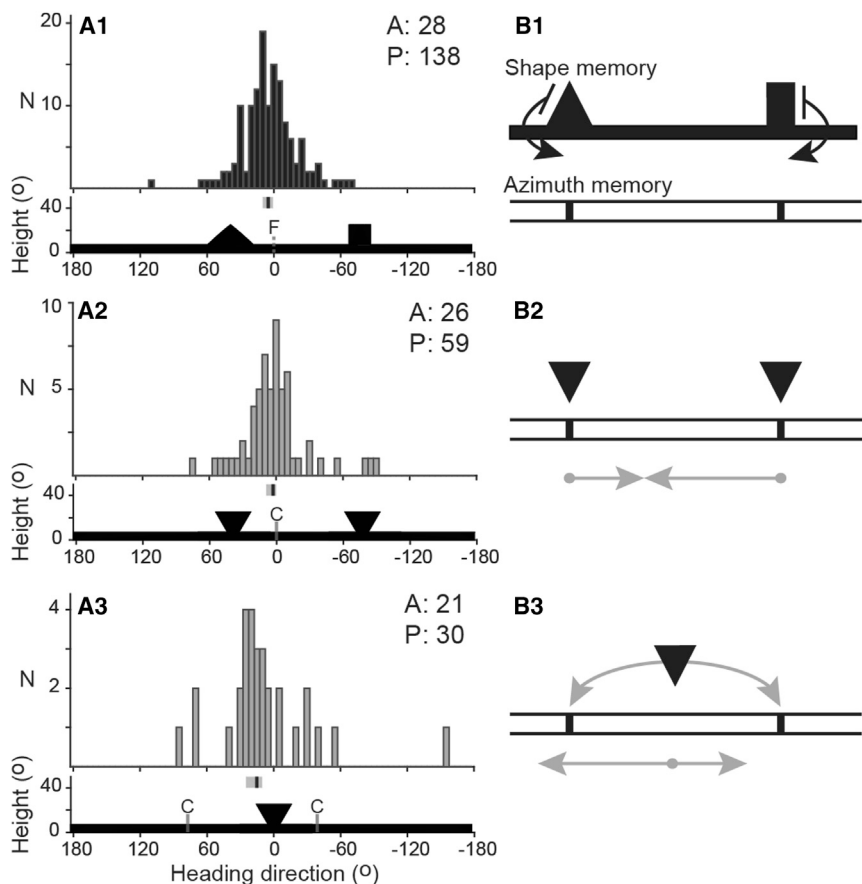 A1
A: 28
P: 138
N
20
10
Height (o)
40
0
F
180 120 60 0 -60 -120 -180
B1
Shape memory
Azimuth memory
A2
A: 26
P: 59
N
10
5
Height (o)
40
0
C
180 120 60 0 -60 -120 -180
B2
A3
A: 21
P: 30
N
4
2
Height (o)
40
0
C C
180 120 60 0 -60 -120 -180
Heading direction (o)
B3